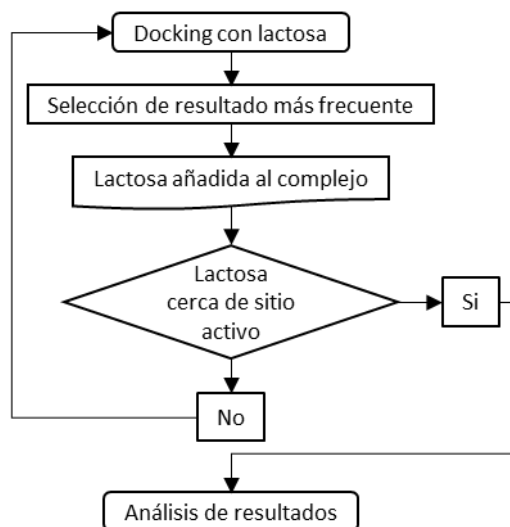 Docking con lactosa
Selección de resultado más frecuente
Lactosa añadida al complejo
Lactosa
cerca de sitio
activo
Si
No
Análisis de resultados